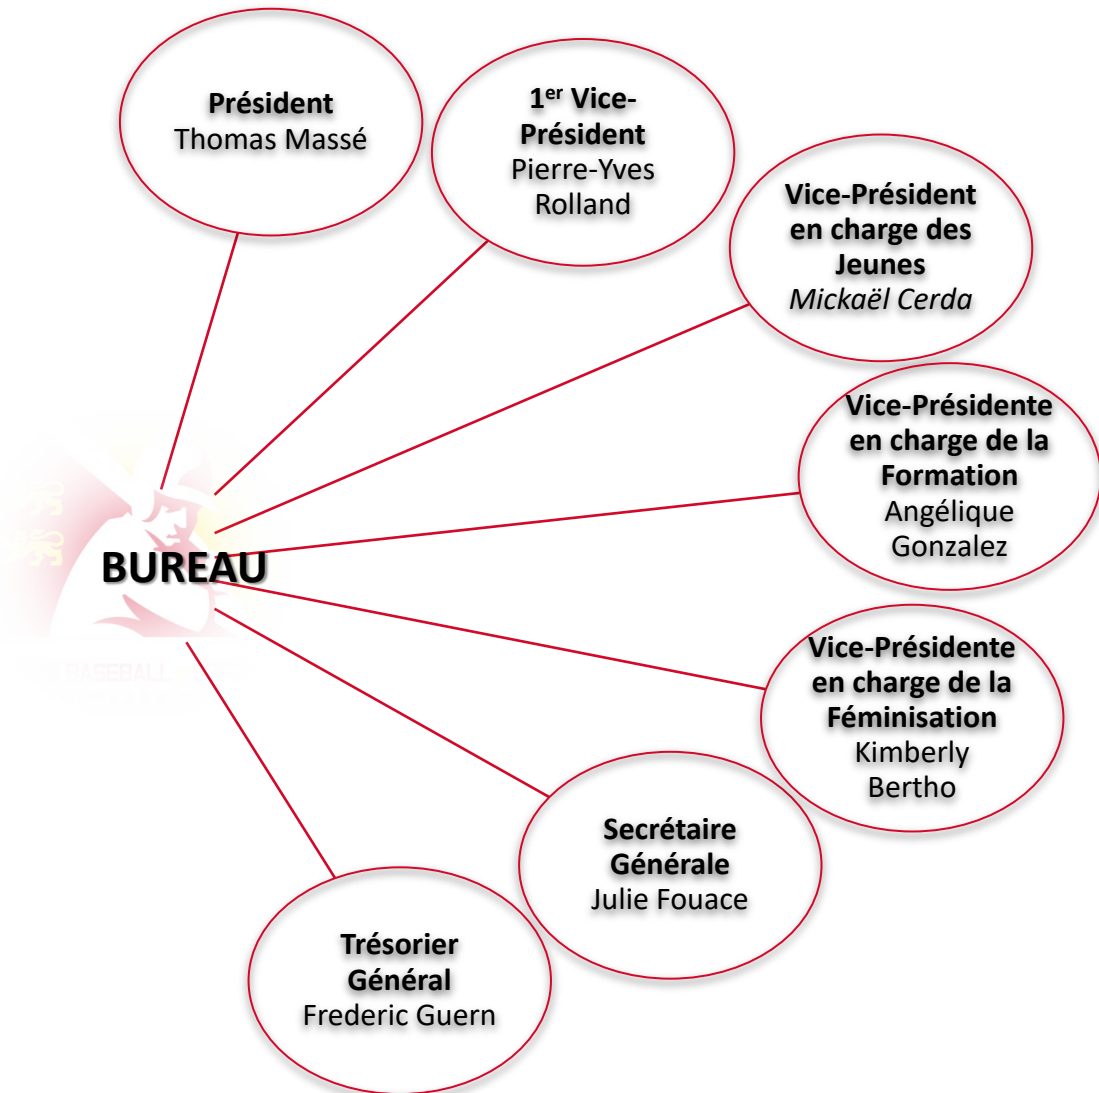 Président
Thomas Massé
1er Vice-
Président
Pierre-Yves
Rolland
Vice-Président
en charge des
Jeunes
Mickaël Cerda
Vice-Présidente
en charge de la
Formation
Angélique
Gonzalez
BUREAU
BASEBALL
Vice-Présidente
en charge de la
Féminisation
Kimberly
Bertho
Secrétaire
Générale
Julie Fouace
Trésorier
Général
Frederic Guern